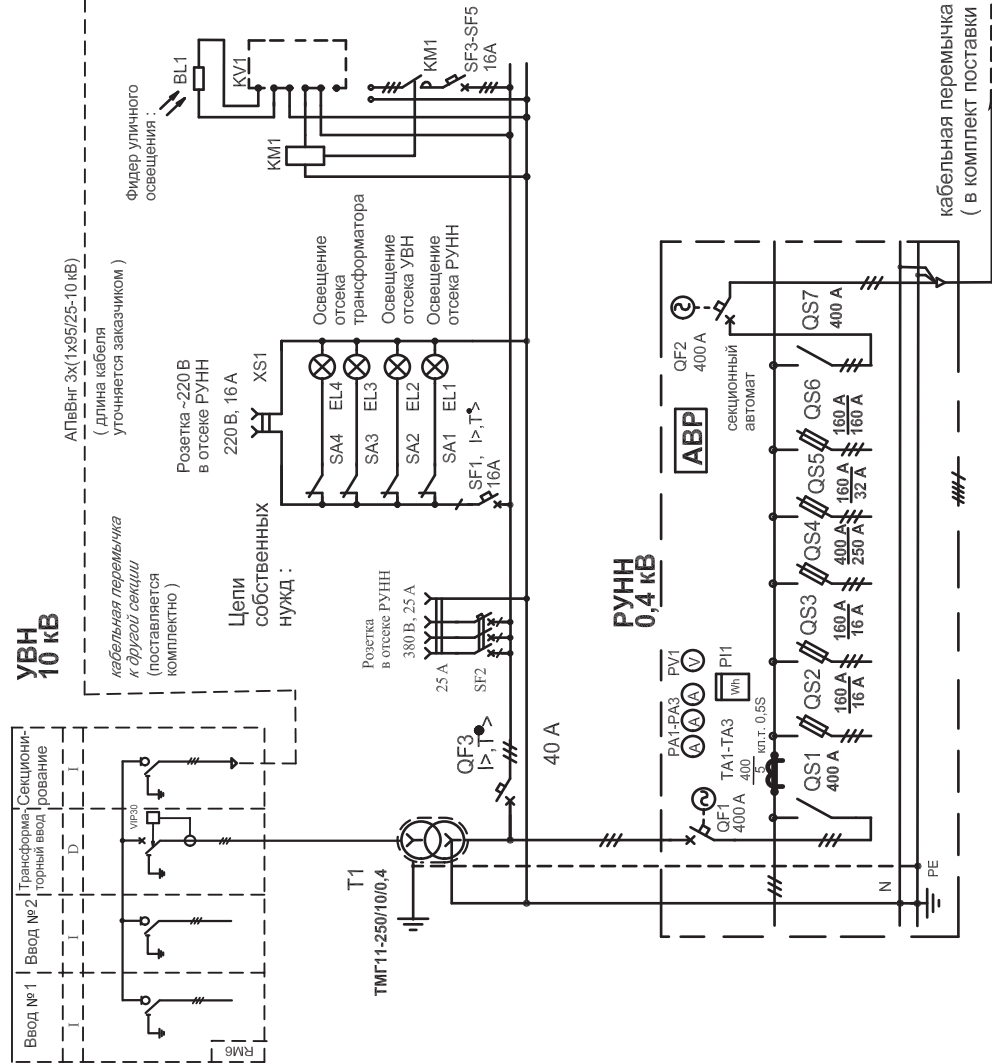 УВН
10 кВ
Ввод №1
Ввод №2
Трансформа-
торный ввод
Секциони-
рование
I
I
D
I
VIP30
RM6
кабельная перемычка
к другой секции
(поставляется
комплектно )
АПвВнг 3х(1х95/25-10 кВ)
( длина кабеля
уточняется заказчиком )
Фидер уличного
освещения :
BL1
KV1
KM1
KM1
SF3-SF5
16А
Цепи
собственных
нужд :
Розетка ~220 В
в отсеке РУНН
220 В, 16 А
XS1
Освещение
отсека
трансформатора
Освещение
отсека УВН
Освещение
отсека РУНН
SA4
EL4
SA3
EL3
SA2
EL2
SA1
EL1
SF1, I>,T>
16А
Розетка
в отсеке РУНН
380 В, 25 А
25 А
SF2
QF3
I>,T>
40 А
T1
ТМГ11-250/10/0,4
РУНН
0,4 кВ
PA1-PA3
PV1
A
A
A
V
PI1
Wh
TA1-TA3
400
5
кл.т. 0,5S
QF1
400 А
АВР
QF2
400 А
секционный
автомат
QS1
400 А
QS2
160 А
16 А
QS3
160 А
16 А
QS4
400 А
250 А
QS5
160 А
32 А
QS6
160 А
160 А
QS7
400 А
N
PE
кабельная перемычка
( в комплект поставки